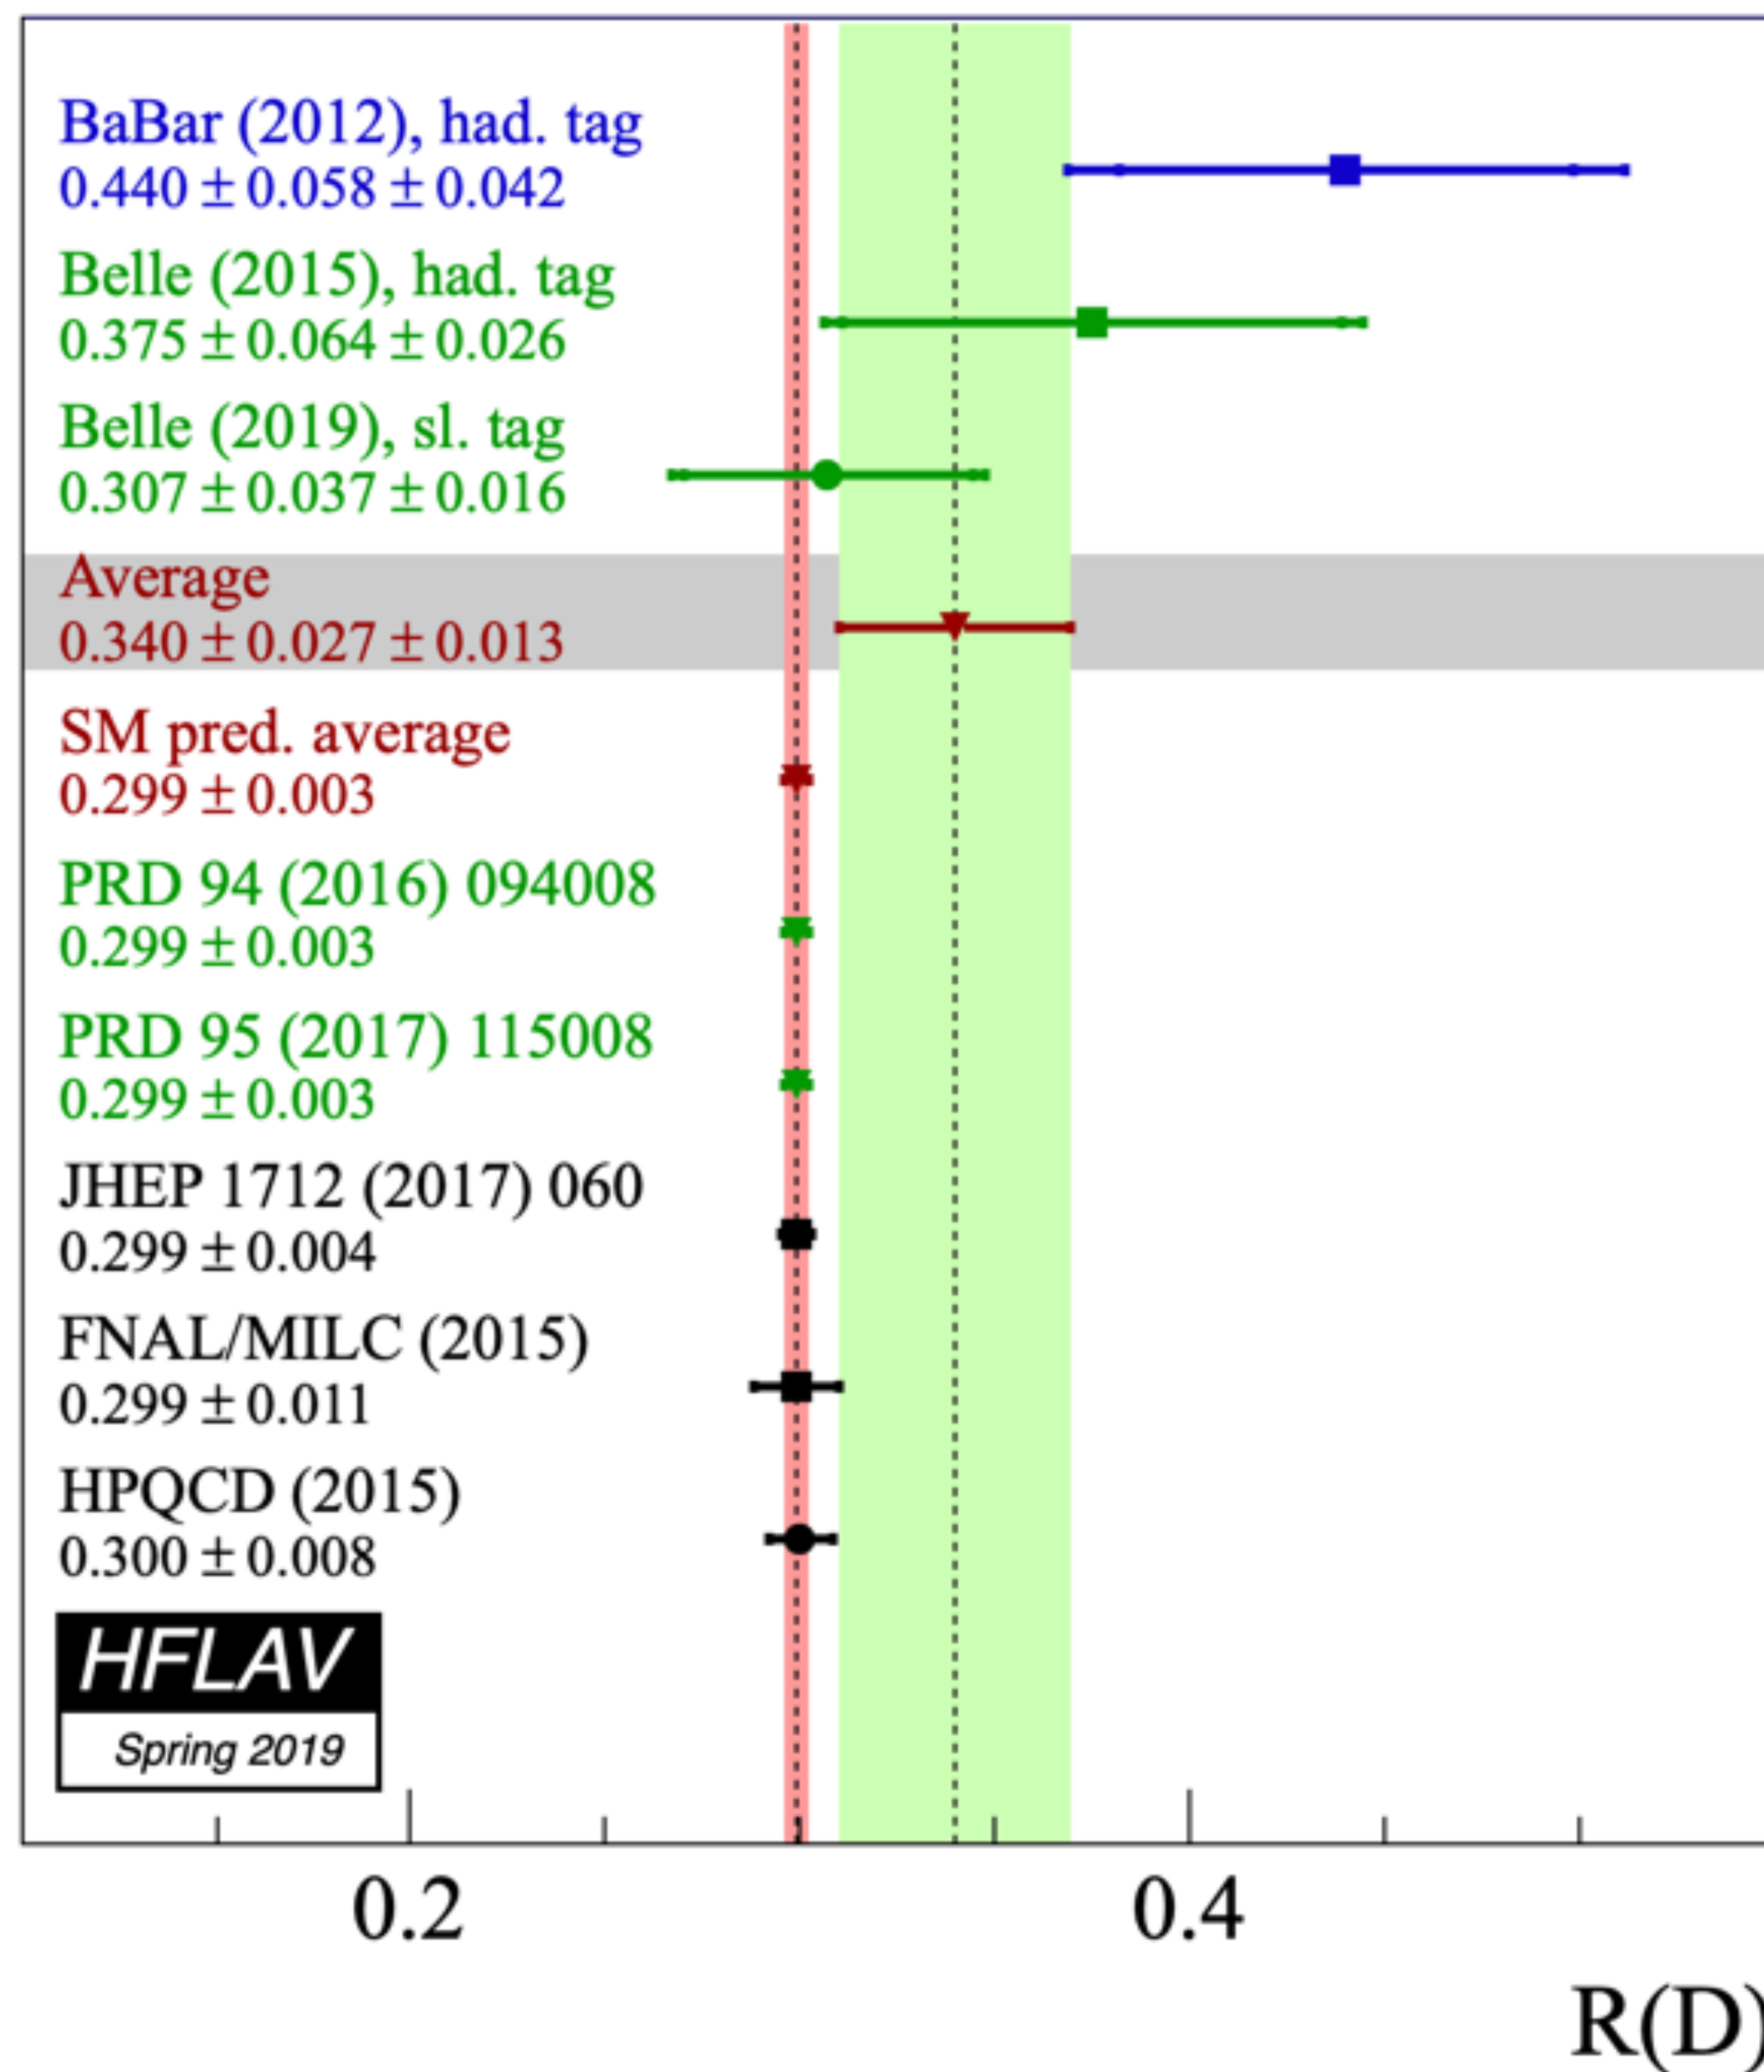 BaBar (2012), had. tag
0.440 ± 0.058 ± 0.042
Belle (2015), had. tag
0.375 ± 0.064 ± 0.026
Belle (2019), sl. tag
0.307 ± 0.037 ± 0.016
Average
0.340 ± 0.027 ± 0.013
SM pred. average
0.299 ± 0.003
PRD 94 (2016) 094008
0.299 ± 0.003
PRD 95 (2017) 115008
0.299 ± 0.003
JHEP 1712 (2017) 060
0.299 ± 0.004
FNAL/MILC (2015)
0.299 ± 0.011
HPQCD (2015)
0.300 ± 0.008
HFLAV
Spring 2019
0.2 0.4
R(D)